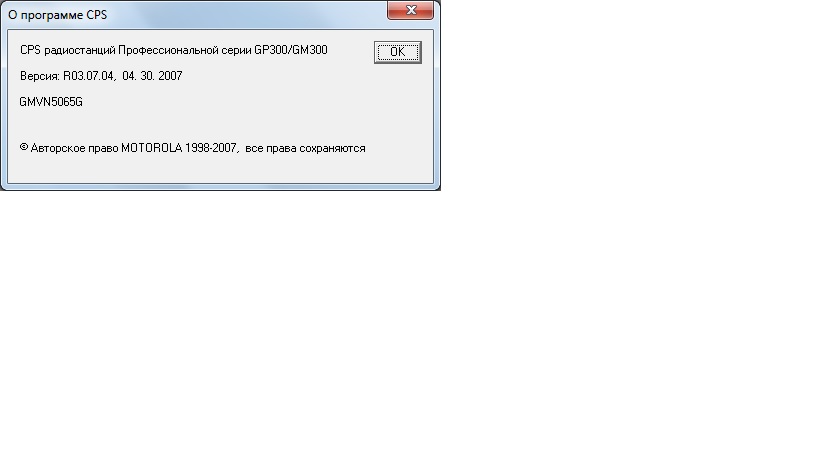 О программе CPS
CPS радиостанций Профессиональной серии GP300/GM300
OK
Версия: R03.07.04, 04. 30. 2007
GMVN5065G
© Авторское право MOTOROLA 1998-2007, все права сохраняются